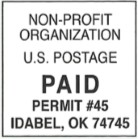 NON-PROFIT
ORGANIZATION
U.S. POSTAGE
PAID
PERMIT #45
IDABEL, OK 74745